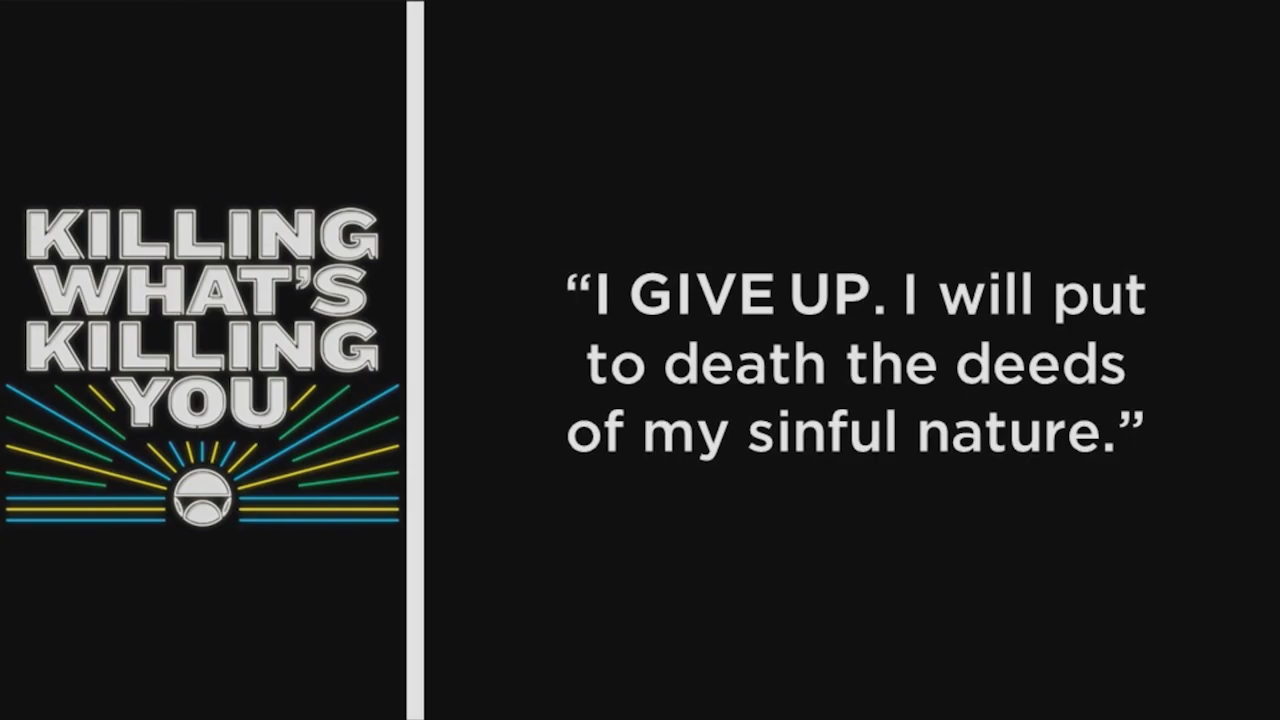 KILLING
WHAT'S
KILLING
YOU
“I GIVE UP. I will put
to death the deeds
of my sinful nature.”